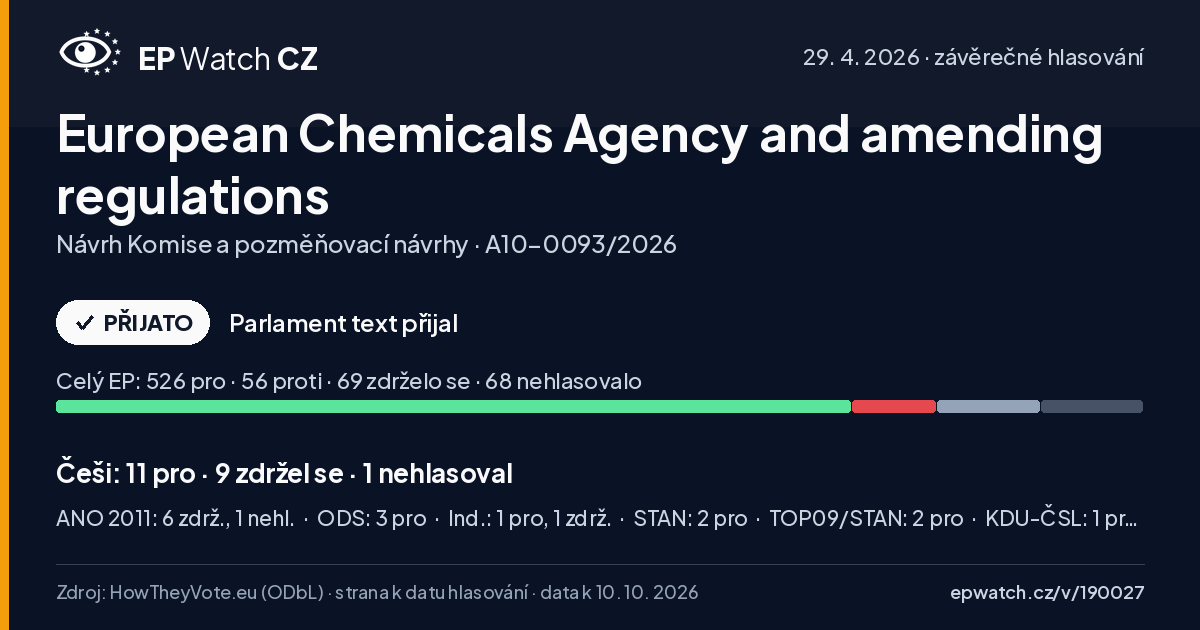 EP Watch CZ
29. 4. 2026 · závěrečné hlasování
European Chemicals Agency and amending
regulations
Návrh Komise a pozměňovací návrhy · A10–0093/2026
✓ PŘIJATO
Parlament text přijal
Celý EP: 526 pro · 56 proti · 69 zdrželo se · 68 nehlasovalo
Češi: 11 pro · 9 zdržel se · 1 nehlasoval
ANO 2011: 6 zdrž., 1 nehl. · ODS: 3 pro · Ind.: 1 pro, 1 zdrž. · STAN: 2 pro · TOP09/STAN: 2 pro · KDU-ČSL: 1 pr…
Zdroj: HowTheyVote.eu (ODbL) · strana k datu hlasování · data k 10. 10. 2026
epwatch.cz/v/190027